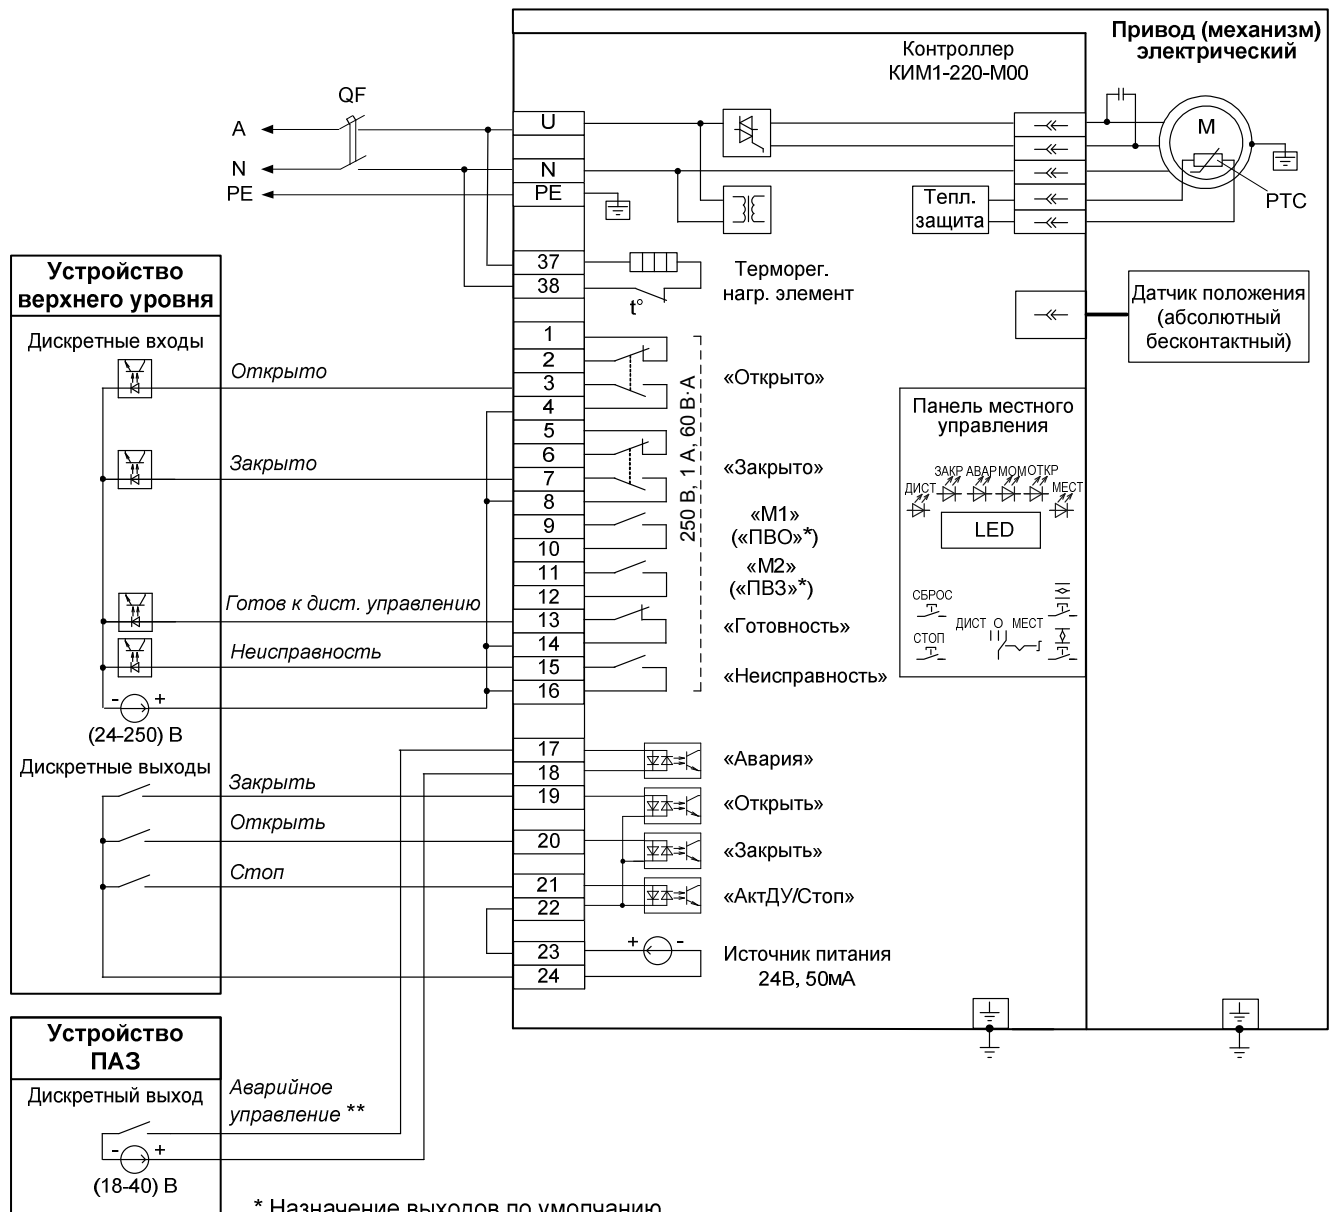 Привод (механизм)
электрический
Контроллер
КИМ1-220-М00
QF
A
N
PE
U
N
PE
M
РТС
Тепл.
защита
37
38
t°
Терморег.
нагр. элемент
Датчик положения
(абсолютный
бесконтактный)
Устройство
верхнего уровня
Дискретные входы
Открыто
Закрыто
Готов к дист. управлению
Неисправность
- +
(24-250) В
Дискретные выходы
Закрыть
Открыть
Стоп
1
2
3
4
5
6
7
8
9
10
11
12
13
14
15
16
17
18
19
20
21
22
23
24
250 В, 1 А, 60 В·А
«Открыто»
«Закрыто»
«М1»
(«ПВО»*)
«М2»
(«ПВЗ»*)
«Готовность»
«Неисправность»
«Авария»
«Открыть»
«Закрыть»
«АктДУ/Стоп»
+ -
Источник питания
24В, 50мА
Панель местного
управления
ДИСТ
ЗАКР
АВАР
МОМ
ОТКР
МЕСТ
LED
СБРОС
СТОП
ДИСТ О МЕСТ
Устройство
ПАЗ
Дискретный выход
Аварийное
управление **
- +
(18-40) В
* Назначение выходов по умолчанию